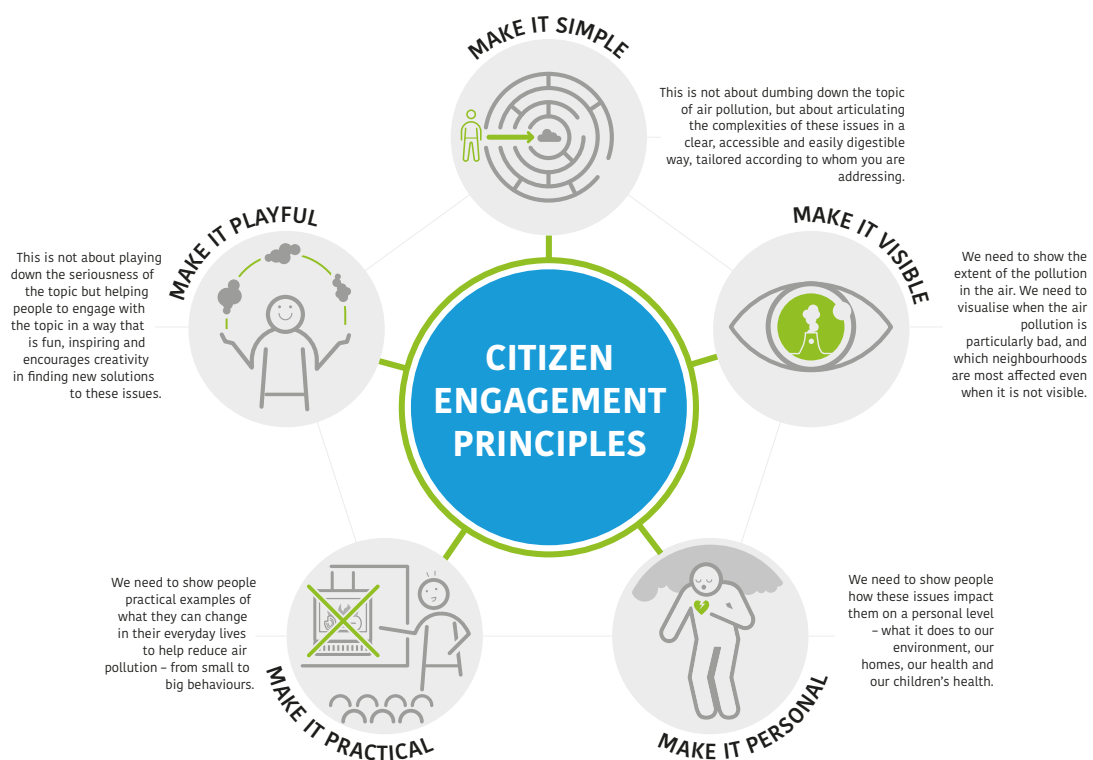 MAKE IT SIMPLE
This is not about dumbing down the topic
of air pollution, but about articulating
the complexities of these issues in a
clear, accessible and easily digestible
way, tailored according to whom you are
addressing.
MAKE IT VISIBLE
We need to show the
extent of the pollution
in the air. We need to
visualise when the air
pollution is
particularly bad, and
which neighbourhoods
are most affected even
when it is not visible.
MAKE IT PLAYFUL
This is not about playing
down the seriousness of
the topic but helping
people to engage with
the topic in a way that
is fun, inspiring and
encourages creativity
in finding new solutions
to these issues.
CITIZEN
ENGAGEMENT
PRINCIPLES
We need to show people
practical examples of
what they can change
in their everyday lives
to help reduce air
pollution – from small to
big behaviours.
MAKE IT PRACTICAL
We need to show people
how these issues impact
them on a personal level
– what it does to our
environment, our
homes, our health and
our children's health.
MAKE IT PERSONAL